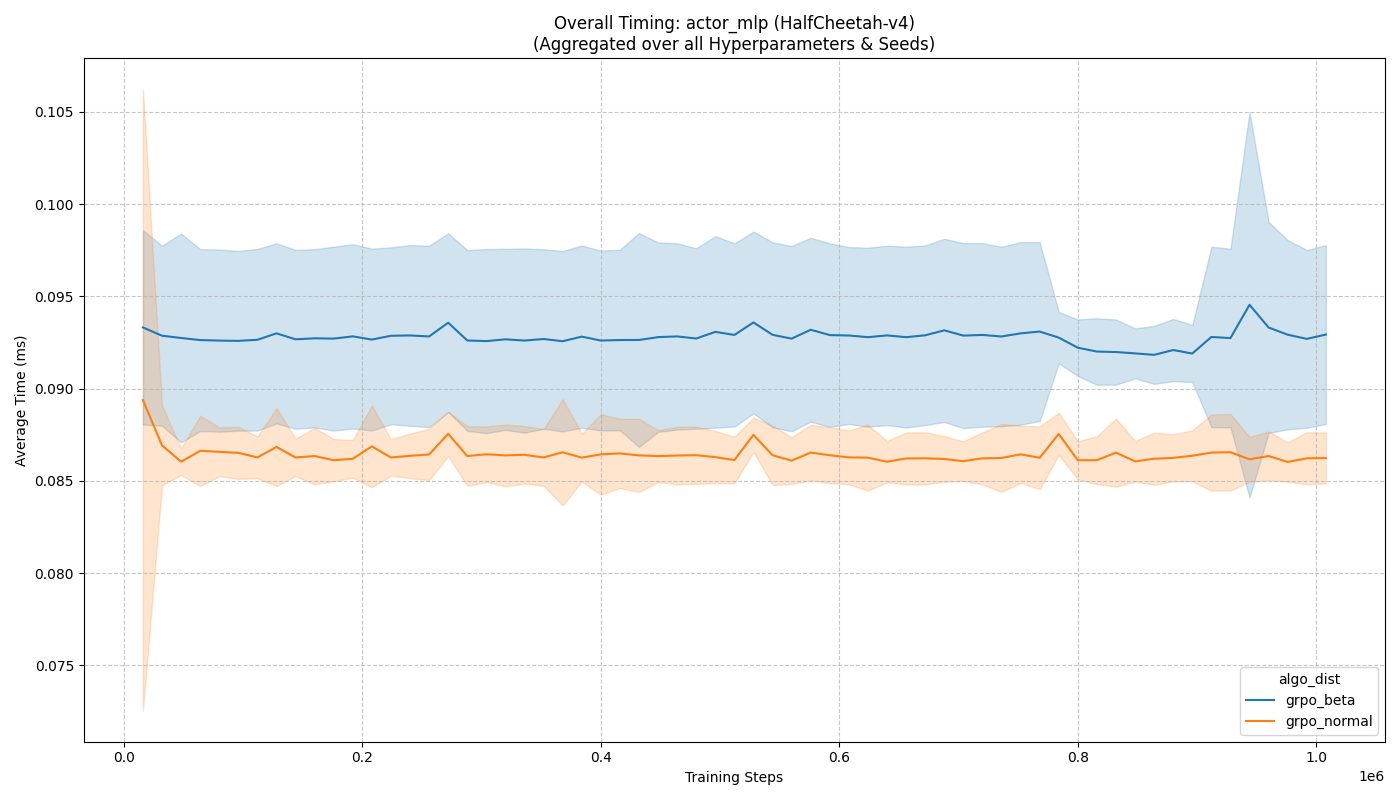 Overall Timing: actor_mlp (HalfCheetah-v4)
(Aggregated over all Hyperparameters & Seeds)
Average Time (ms)
0.105
0.100
0.095
0.090
0.085
0.080
0.075
algo_dist
grpo_beta
grpo_normal
0.0 0.2 0.4 0.6 0.8 1.0
1e6
Training Steps